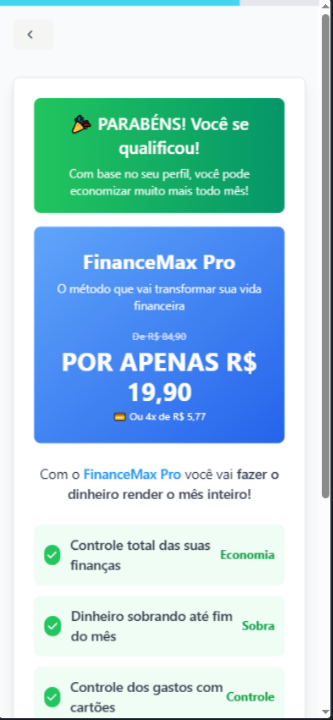 PARABÉNS! Você se
qualificou!
Com base no seu perfil, você pode
economizar muito mais todo mês!
FinanceMax Pro
O método que vai transformar sua vida
financeira
De R$ 84,90
POR APENAS R$
19,90
Ou 4x de R$ 5,77
Com o FinanceMax Pro você vai fazer o
dinheiro render o mês inteiro!
Controle total das suas
finanças
Economia
Dinheiro sobrando até fim
do mês
Sobra
Controle dos gastos com
cartões
Controle